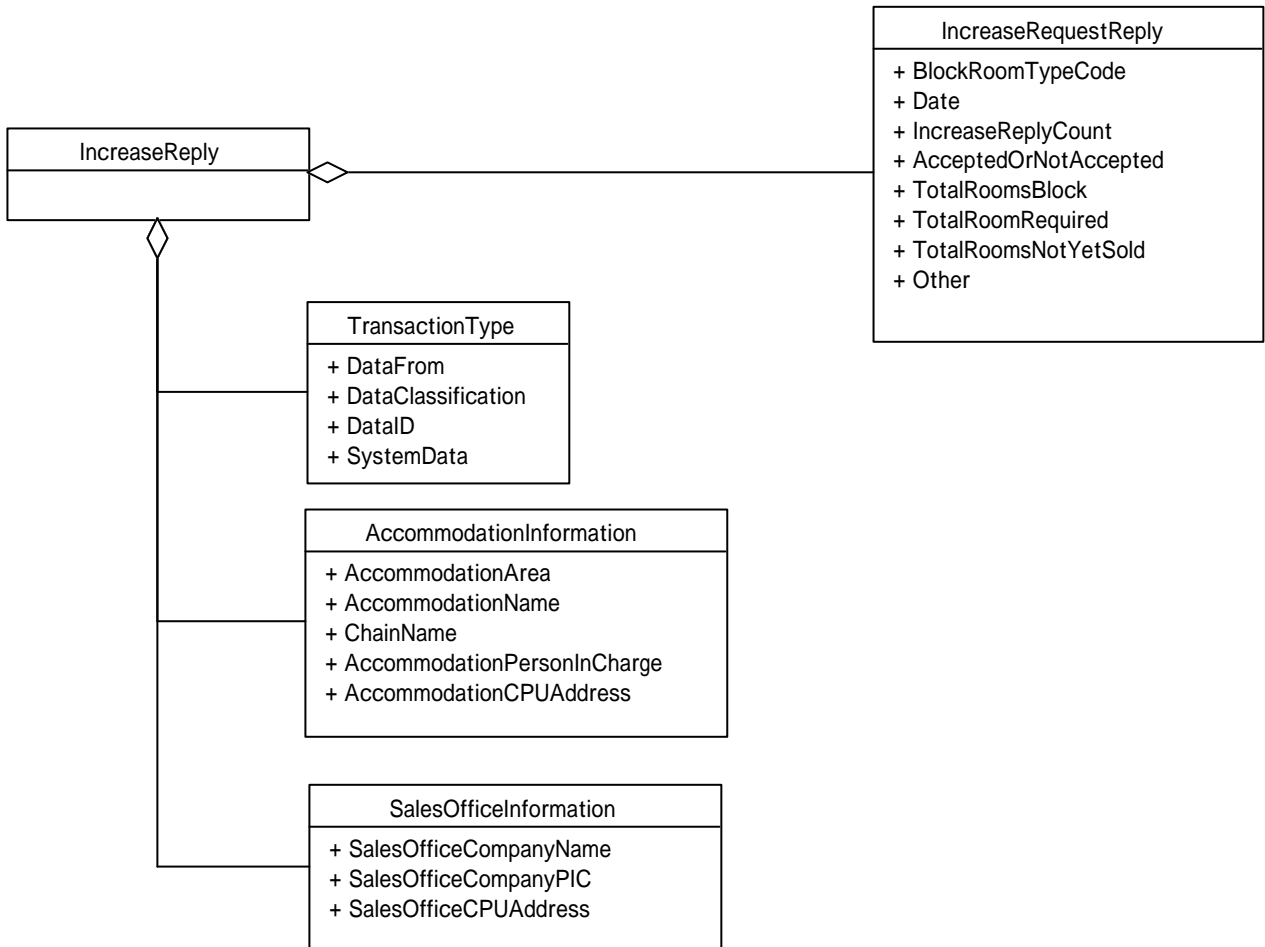 IncreaseRequestReply
+ BlockRoomTypeCode
+ Date
+ IncreaseReplyCount
+ AcceptedOrNotAccepted
+ TotalRoomsBlock
+ TotalRoomRequired
+ TotalRoomsNotYetSold
+ Other
IncreaseReply
TransactionType
+ DataFrom
+ DataClassification
+ DataID
+ SystemData
AccommodationInformation
+ AccommodationArea
+ AccommodationName
+ ChainName
+ AccommodationPersonInCharge
+ AccommodationCPUAddress
SalesOfficeInformation
+ SalesOfficeCompanyName
+ SalesOfficeCompanyPIC
+ SalesOfficeCPUAddress